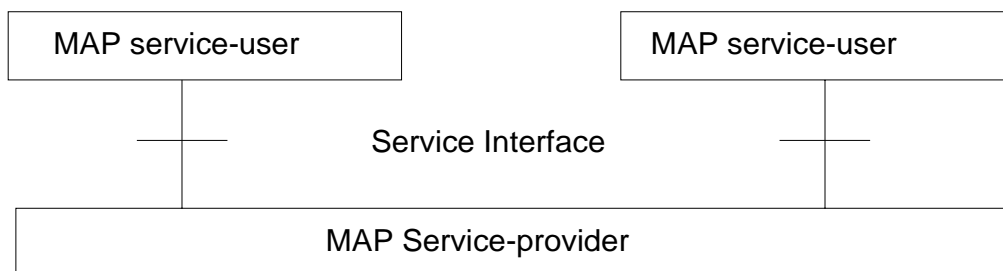 MAP service-user
MAP service-user
Service Interface
MAP Service-provider